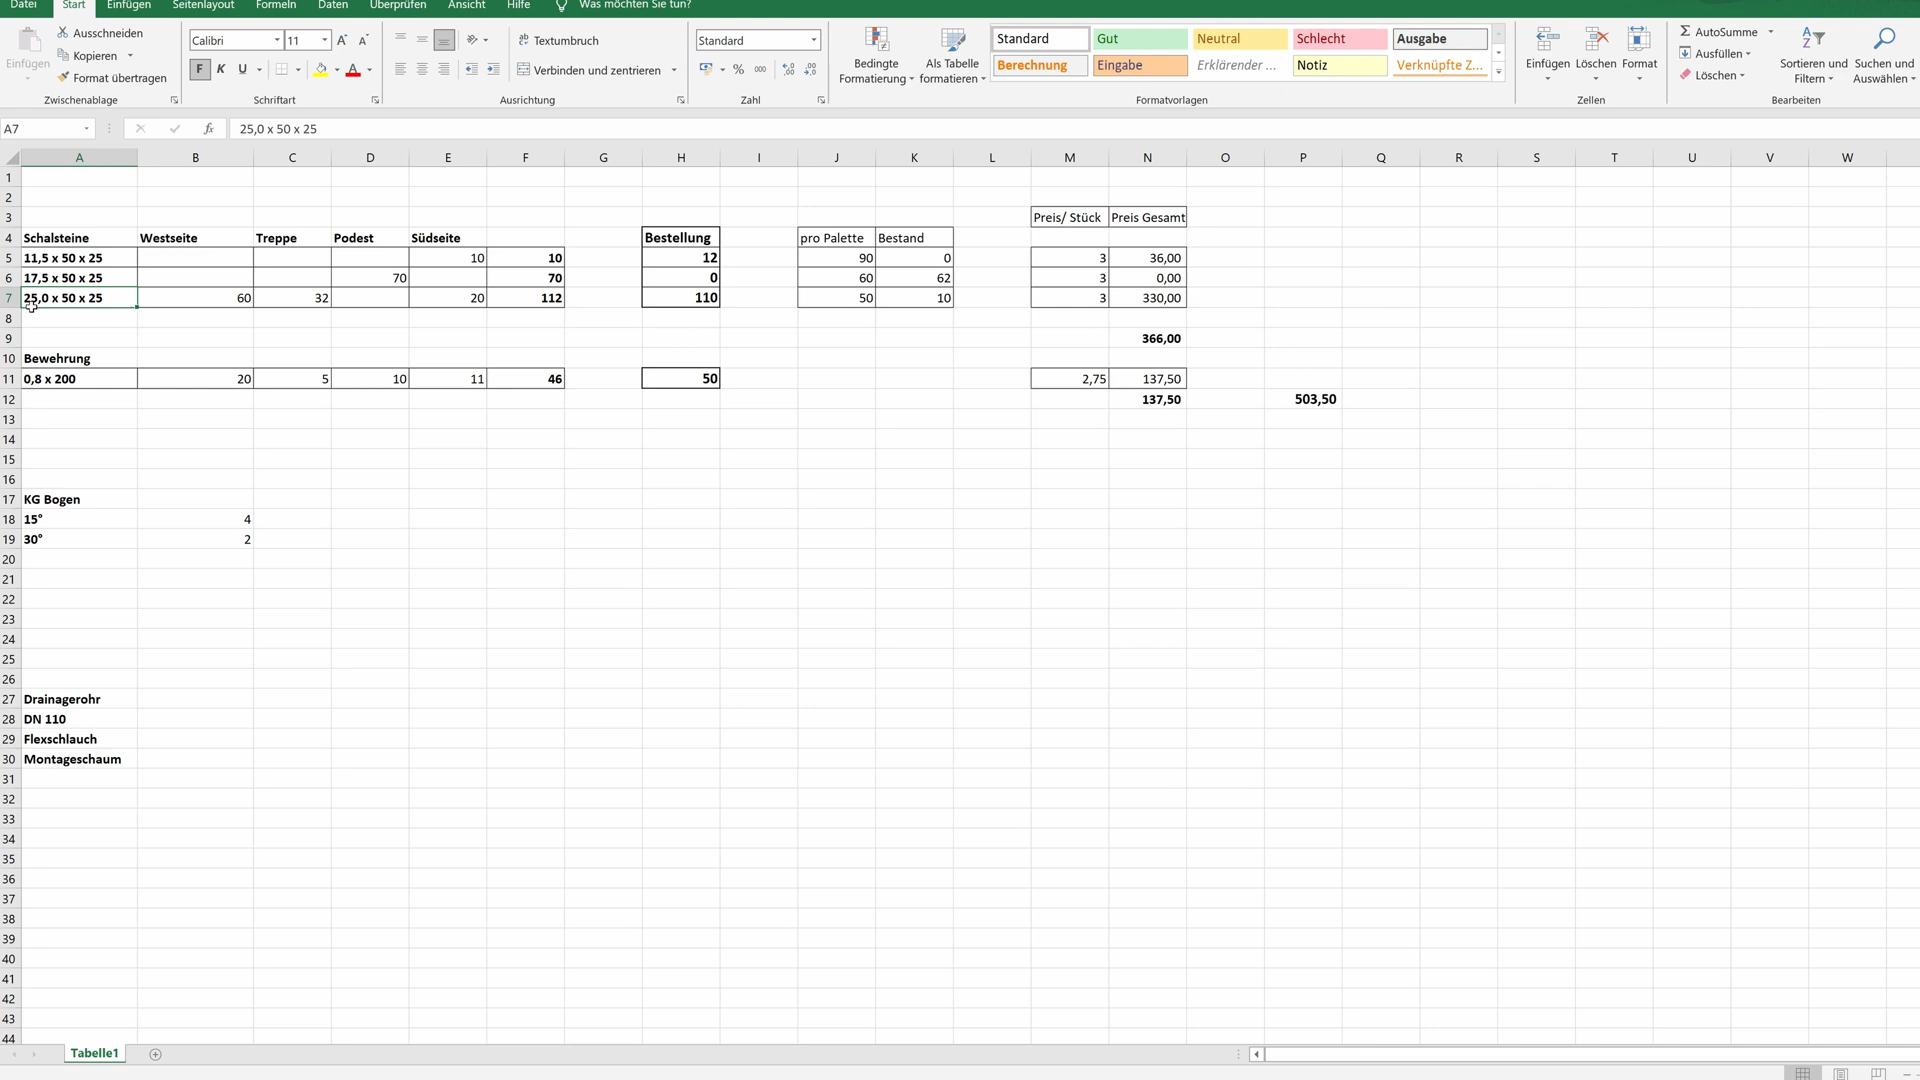 Datei Start Einfügen Seitenlayout Formeln Daten Überprüfen Ansicht Hilfe Was möchten Sie tun?
Einfügen
Ausschneiden
Kopieren
Format übertragen
Zwischenablage
Calibri 11
F K U
Schriftart
Textumbruch
Verbinden und zentrieren
Ausrichtung
Standard
% 000
Zahl
Bedingte Formatierung
Als Tabelle formatieren
Standard Gut Neutral Schlecht Ausgabe
Berechnung Eingabe Erklärender ... Notiz Verknüpfte Z...
Formatvorlagen
Einfügen Löschen Format
Zellen
AutoSumme
Ausfüllen
Löschen
Sortieren und Filtern
Suchen und Auswählen
Bearbeiten
A7 fx 25,0 x 50 x 25
A B C D E F G H I J K L M N O P Q R S T U V W
1
2
3 Preis/ Stück Preis Gesamt
4 Schalsteine Westseite Treppe Podest Südseite Bestellung pro Palette Bestand
5 11,5 x 50 x 25 10 10 12 90 0 3 36,00
6 17,5 x 50 x 25 70 70 0 60 62 3 0,00
7 25,0 x 50 x 25 60 32 20 112 110 50 10 3 330,00
8
9 366,00
10 Bewehrung
11 0,8 x 200 20 5 10 11 46 50 2,75 137,50
12 137,50 503,50
13
14
15
16
17 KG Bogen
18 15° 4
19 30° 2
20
21
22
23
24
25
26
27 Drainagerohr
28 DN 110
29 Flexschlauch
30 Montageschaum
31
32
33
34
35
36
37
38
39
40
41
42
43
44
Tabelle1